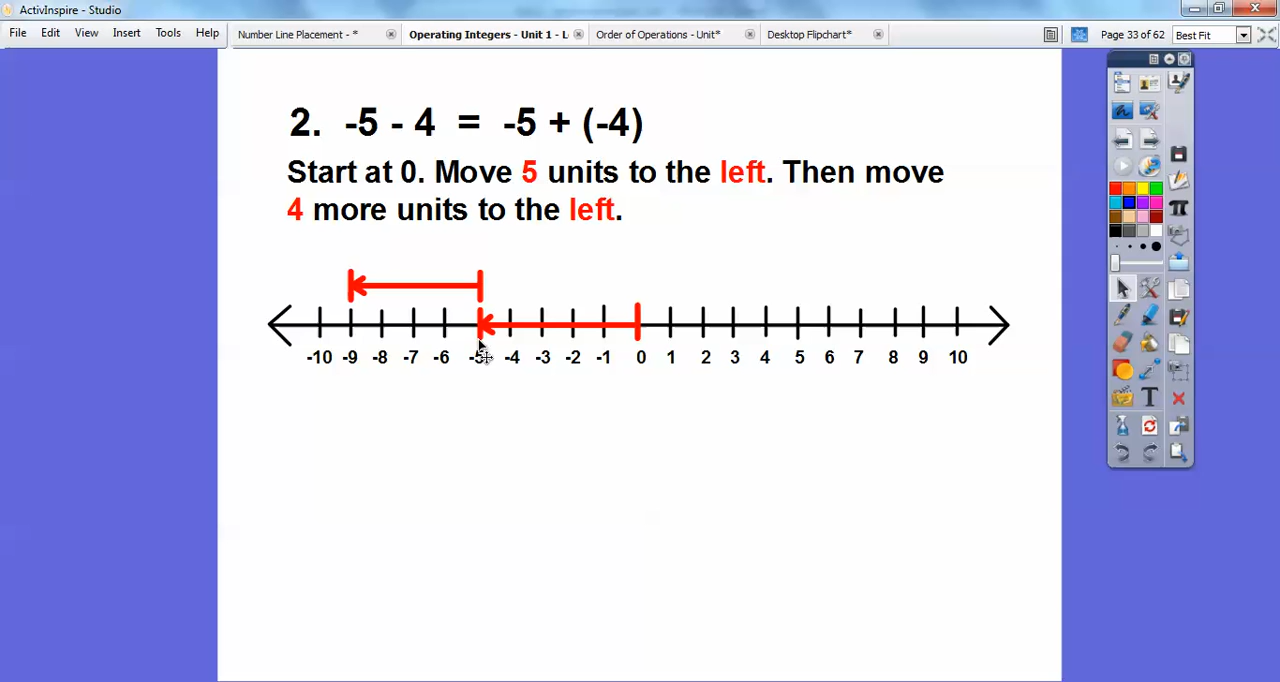 ActivInspire - Studio
File Edit View Insert Tools Help
Number Line Placement - *
Operating Integers - Unit 1 - L
Order of Operations - Unit*
Desktop Flipchart*
Page 33 of 62
Best Fit
2. -5 - 4 = -5 + (-4)
Start at 0. Move 5 units to the left. Then move
4 more units to the left.
-10 -9 -8 -7 -6 -5 -4 -3 -2 -1 0 1 2 3 4 5 6 7 8 9 10